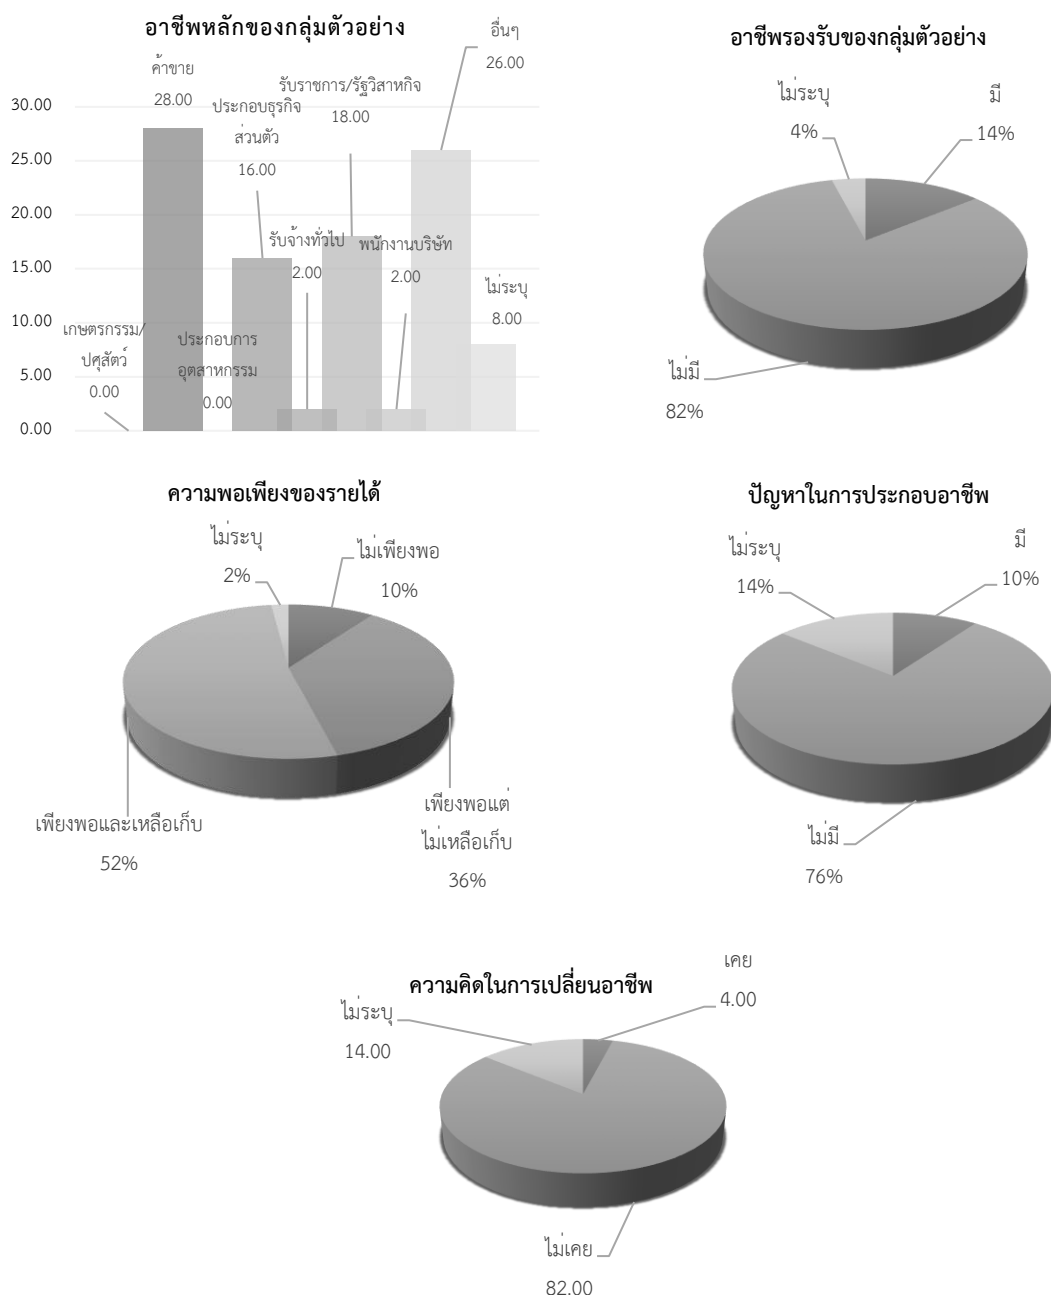 อาชีพหลักของกลุ่มตัวอย่าง
30.00
25.00
20.00
15.00
10.00
5.00
0.00
เกษตรกรรม/
ปศุสัตว์
0.00
ค้าขาย
28.00
ประกอบการ
อุตสาหกรรม
0.00
ประกอบธุรกิจ
ส่วนตัว
16.00
รับจ้างทั่วไป
2.00
รับราชการ/รัฐวิสาหกิจ
18.00
พนักงานบริษัท
2.00
อื่นๆ
26.00
ไม่ระบุ
8.00
อาชีพรองรับของกลุ่มตัวอย่าง
ไม่ระบุ
4%
มี
14%
ไม่มี
82%
ความพอเพียงของรายได้
ไม่ระบุ
2%
ไม่เพียงพอ
10%
เพียงพอและเหลือเก็บ
52%
เพียงพอแต่
ไม่เหลือเก็บ
36%
ปัญหาในการประกอบอาชีพ
ไม่ระบุ
14%
มี
10%
ไม่มี
76%
ความคิดในการเปลี่ยนอาชีพ
ไม่ระบุ
14.00
เคย
4.00
ไม่เคย
82.00